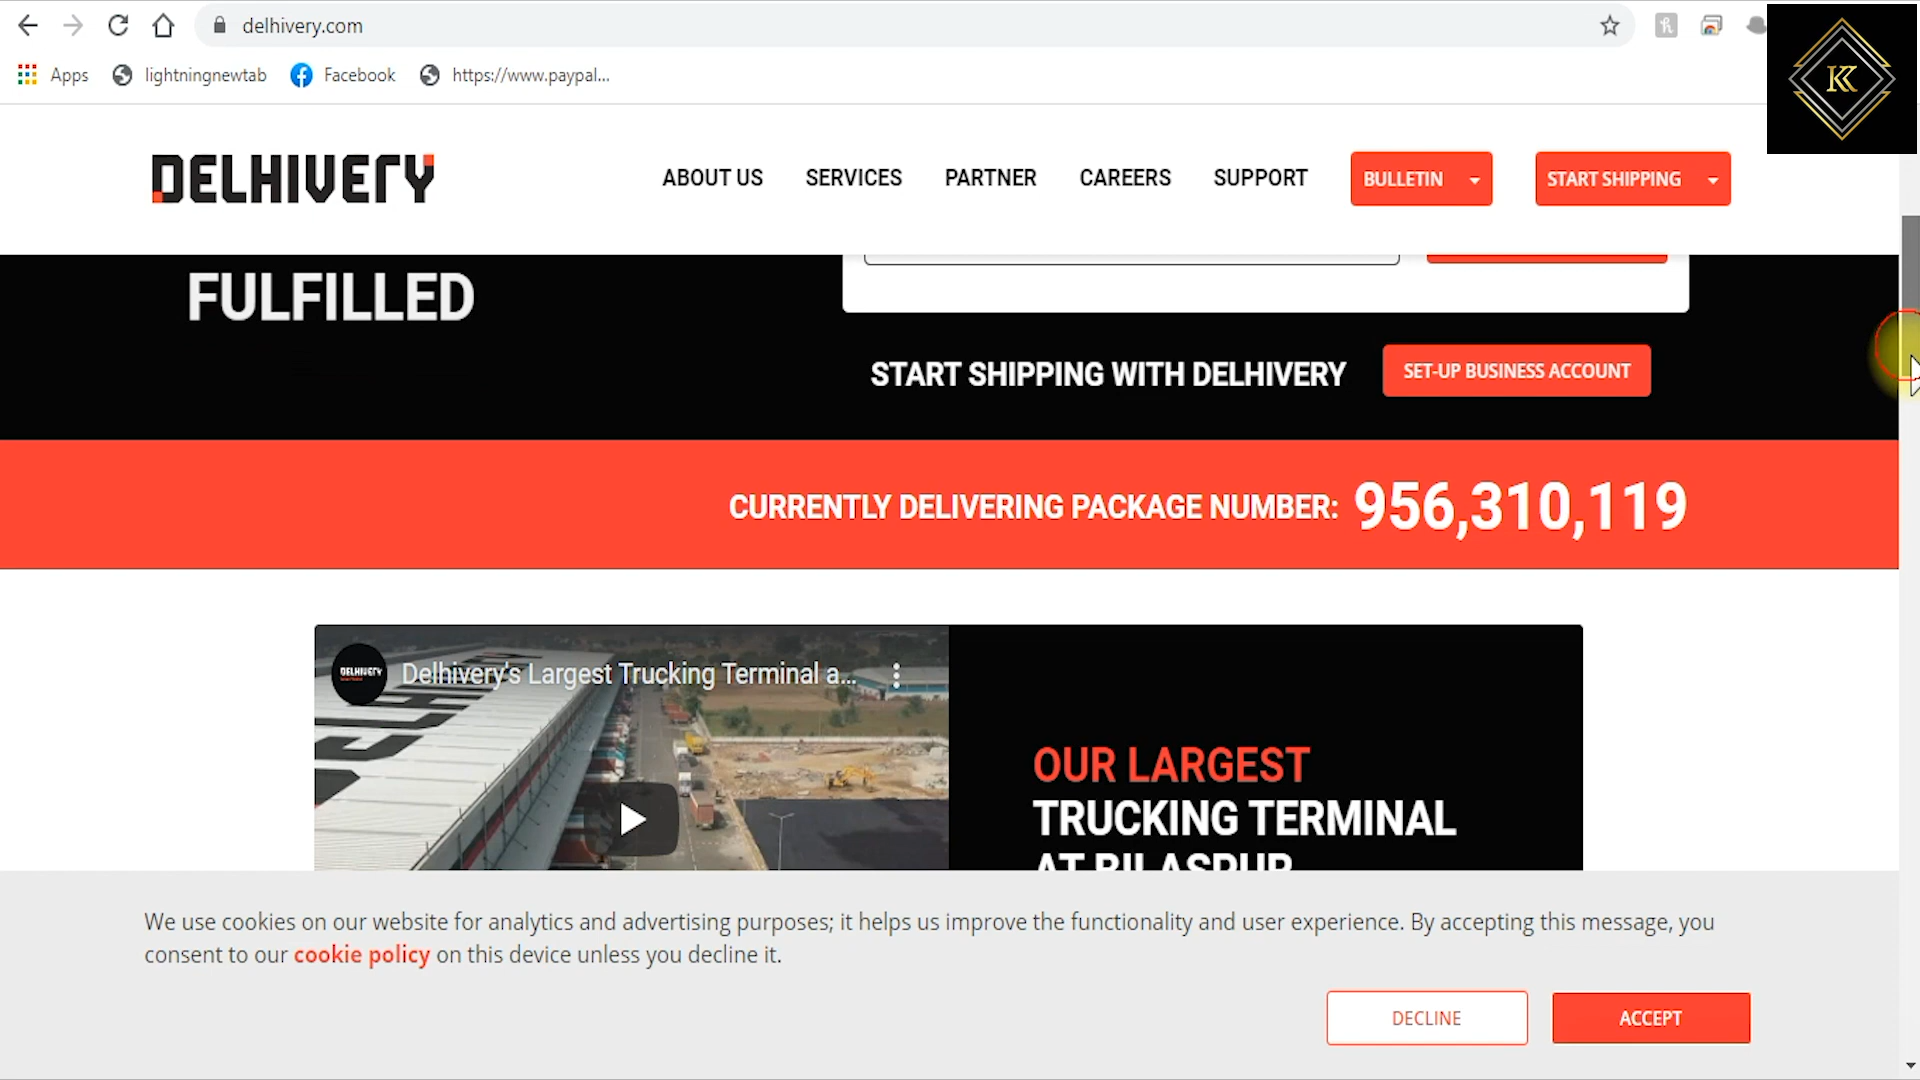 delhivery.com
Apps lightningnewtab Facebook https://www.paypal...
KK
DELHIVERY ABOUT US SERVICES PARTNER CAREERS SUPPORT BULLETIN START SHIPPING
FULFILLED
START SHIPPING WITH DELHIVERY SET-UP BUSINESS ACCOUNT
CURRENTLY DELIVERING PACKAGE NUMBER: 956,310,119
DELHIVERY Delhivery's Largest Trucking Terminal a...
OUR LARGEST
TRUCKING TERMINAL
AT BILASPUR
We use cookies on our website for analytics and advertising purposes; it helps us improve the functionality and user experience. By accepting this message, you
consent to our cookie policy on this device unless you decline it.
DECLINE ACCEPT